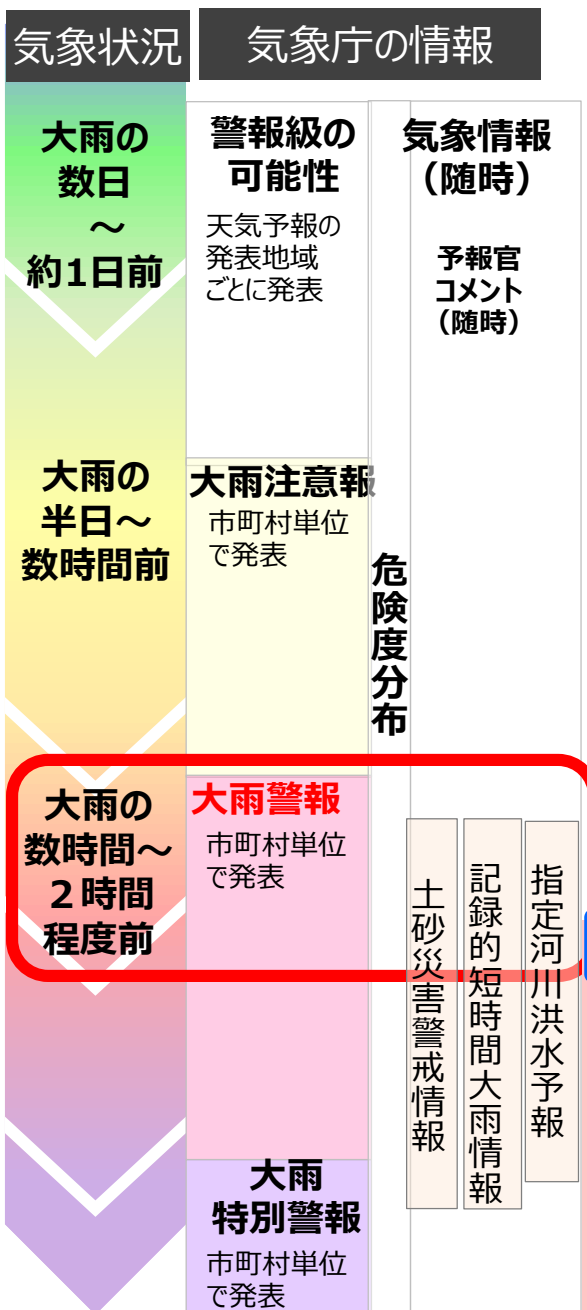 気象状況
気象庁の情報
大雨の
数日
～
約1日前
警報級の
可能性
天気予報の
発表地域
ごとに発表
気象情報
（随時）
予報官
コメント
（随時）
大雨の
半日～
数時間前
大雨注意報
市町村単位
で発表
危険度分布
大雨の
数時間～
２時間
程度前
大雨警報
市町村単位
で発表
土砂災害警戒情報
記録的短時間大雨情報
指定河川洪水予報
大雨
特別警報
市町村単位
で発表